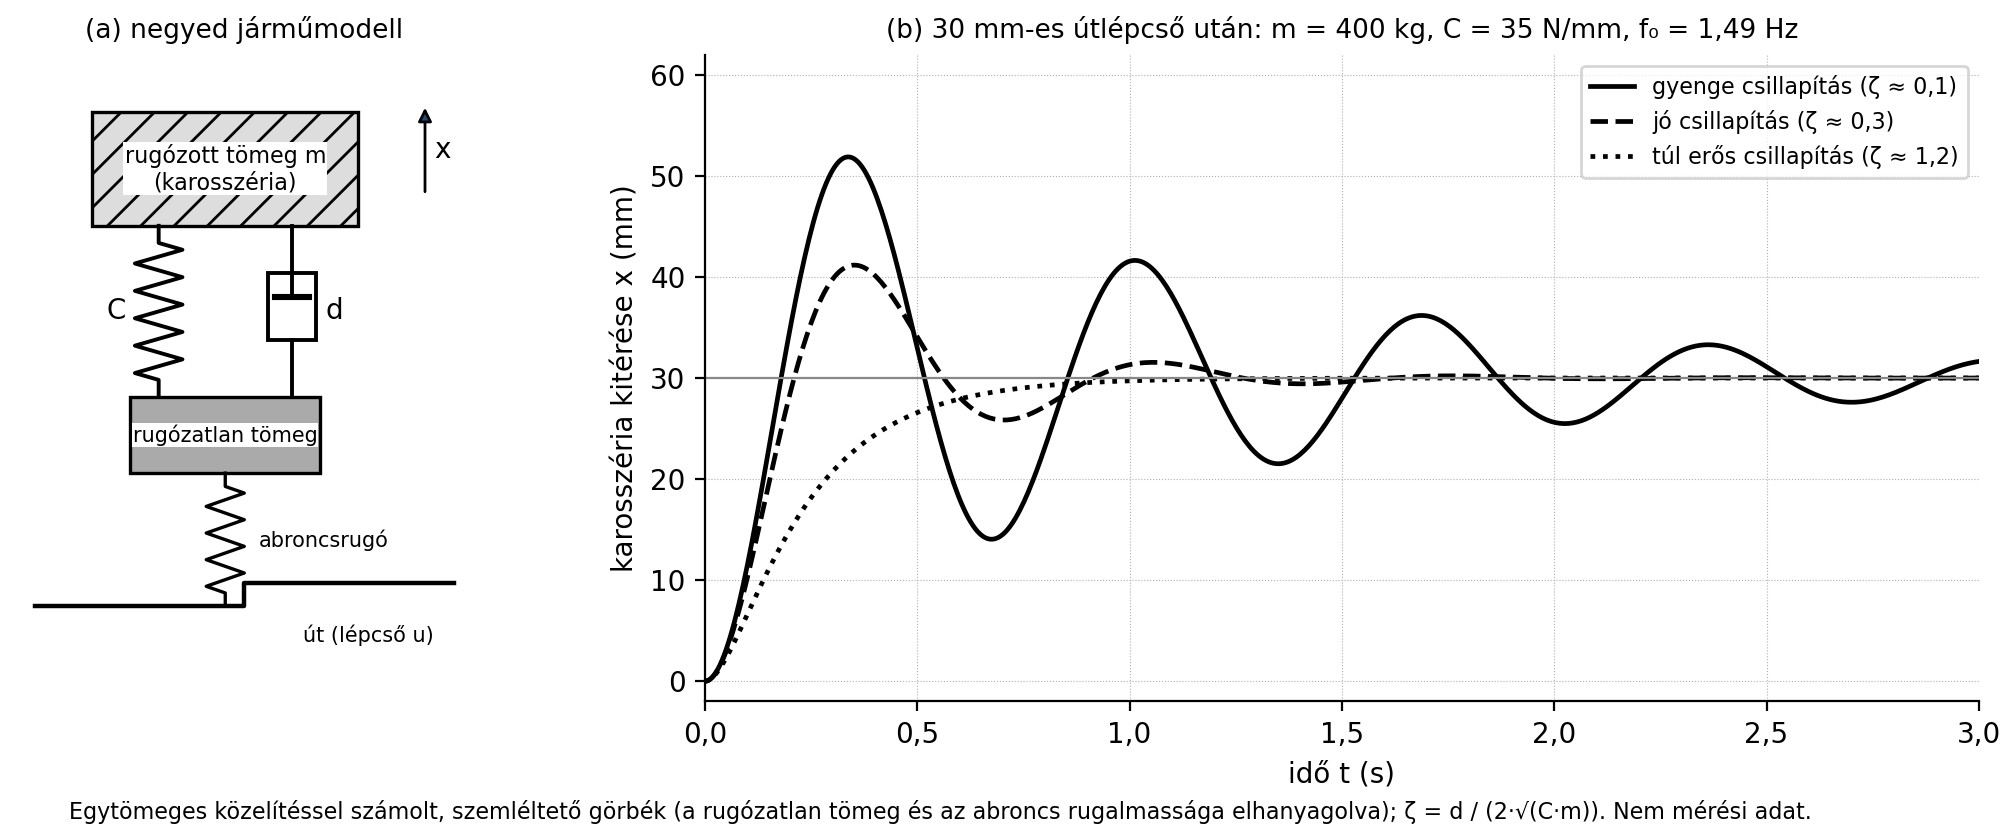 (a) negyed járműmodell
rugózott tömeg m
(karosszéria)
x
C
d
rugózatlan tömeg
abroncsrugó
út (lépcső u)
(b) 30 mm-es útlépcső után: m = 400 kg, C = 35 N/mm, f₀ = 1,49 Hz
gyenge csillapítás (ζ ≈ 0,1)
jó csillapítás (ζ ≈ 0,3)
túl erős csillapítás (ζ ≈ 1,2)
karosszéria kitérése x (mm)
60
50
40
30
20
10
0
0,0 0,5 1,0 1,5 2,0 2,5 3,0
idő t (s)
Egytömeges közelítéssel számolt, szemléltető görbék (a rugózatlan tömeg és az abroncs rugalmassága elhanyagolva); ζ = d / (2·√(C·m)). Nem mérési adat.